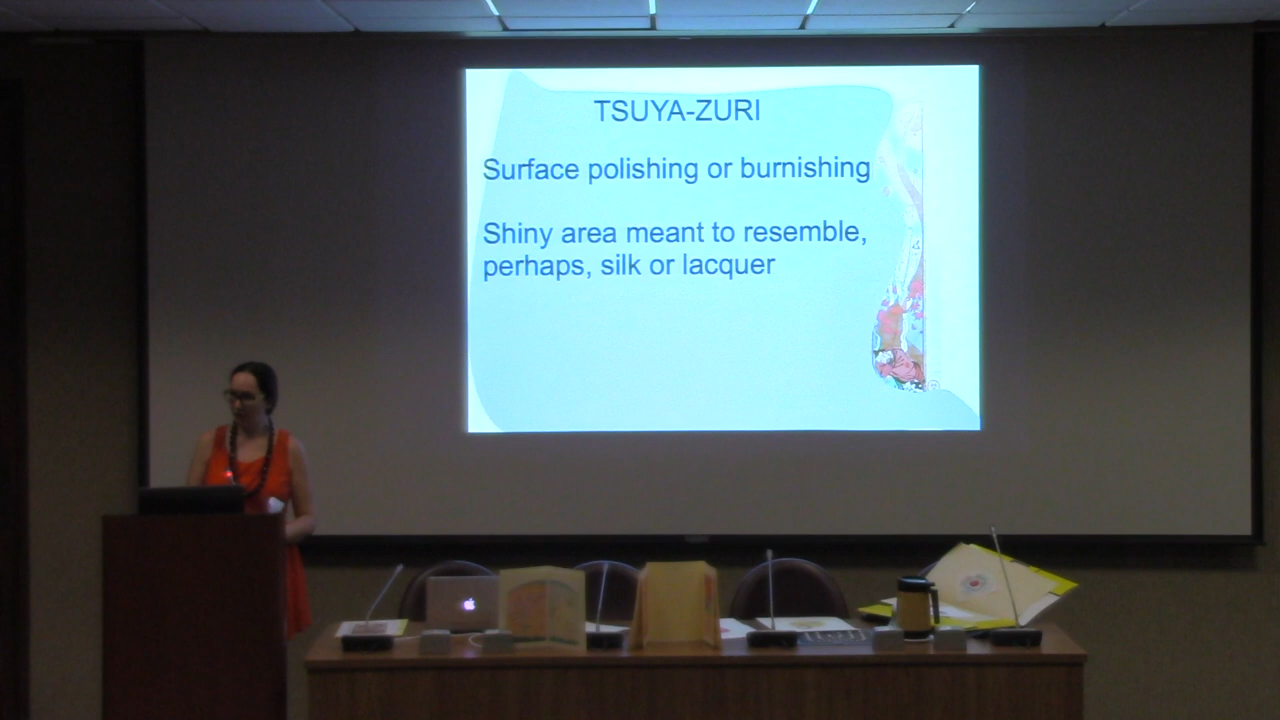 TSUYA-ZURI
Surface polishing or burnishing
Shiny area meant to resemble,
perhaps, silk or lacquer